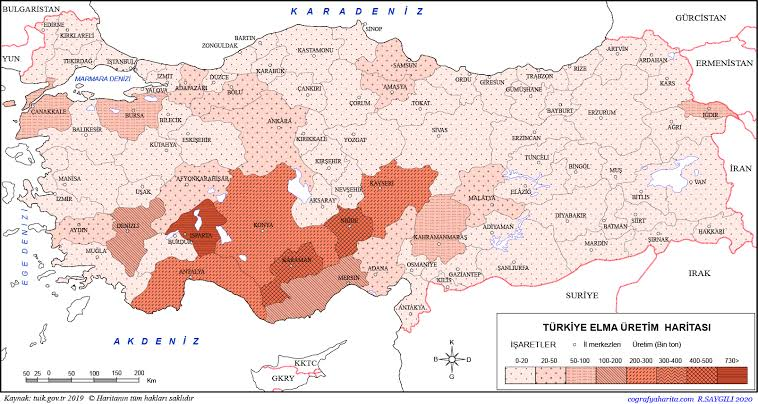 BULGARİSTAN
K A R A D E N İ Z
GÜRCİSTAN
YUN.
ERMENİSTAN
İRAN
IRAK
SURİYE
MARMARA DENİZİ
E G E D E N İ Z İ
A K D E N İ Z
KKTC
GKRY
EDİRNE
KIRKLARELİ
TEKİRDAĞ
İSTANBUL
YALOVA
İZMİT
ADAPAZARI
DÜZCE
BOLU
ZONGULDAK
BARTIN
KARABÜK
KASTAMONU
SİNOP
SAMSUN
ORDU
GİRESUN
TRABZON
RİZE
ARTVİN
ARDAHAN
KARS
IĞDIR
AĞRI
ERZURUM
BAYBURT
GÜMÜŞHANE
ÇANKIRI
ÇORUM
AMASYA
TOKAT
ÇANAKKALE
BALIKESİR
BURSA
BİLECİK
ESKİŞEHİR
KÜTAHYA
ANKARA
KIRIKKALE
YOZGAT
SİVAS
ERZİNCAN
TUNCELİ
BİNGÖL
MUŞ
BİTLİS
VAN
HAKKARİ
ŞIRNAK
SİİRT
BATMAN
MARDİN
DİYABAKIR
ELAZIĞ
MALATYA
ADIYAMAN
ŞANLIURFA
GAZİANTEP
KİLİS
KAHRAMANMARAŞ
OSMANİYE
ANTAKYA
ADANA
MERSİN
KARAMAN
NİĞDE
KAYSERİ
NEVŞEHİR
KIRŞEHİR
AKSARAY
KONYA
AFYONKARAHİSAR
UŞAK
MANİSA
İZMİR
AYDIN
DENİZLİ
MUĞLA
BURDUR
ISPARTA
ANTALYA
TÜRKİYE ELMA ÜRETİM HARİTASI
İŞARETLER
İl merkezleri
Üretim (Bin ton)
0-20 20-50 50-100 100-200 200-300 300-400 400-500 730>
50 25 0 50 100 150 200
Km
Kaynak: tuik.gov.tr 2019 © Haritanın tüm hakları saklıdır
cografyaharita.com R.SAYGILI 2020